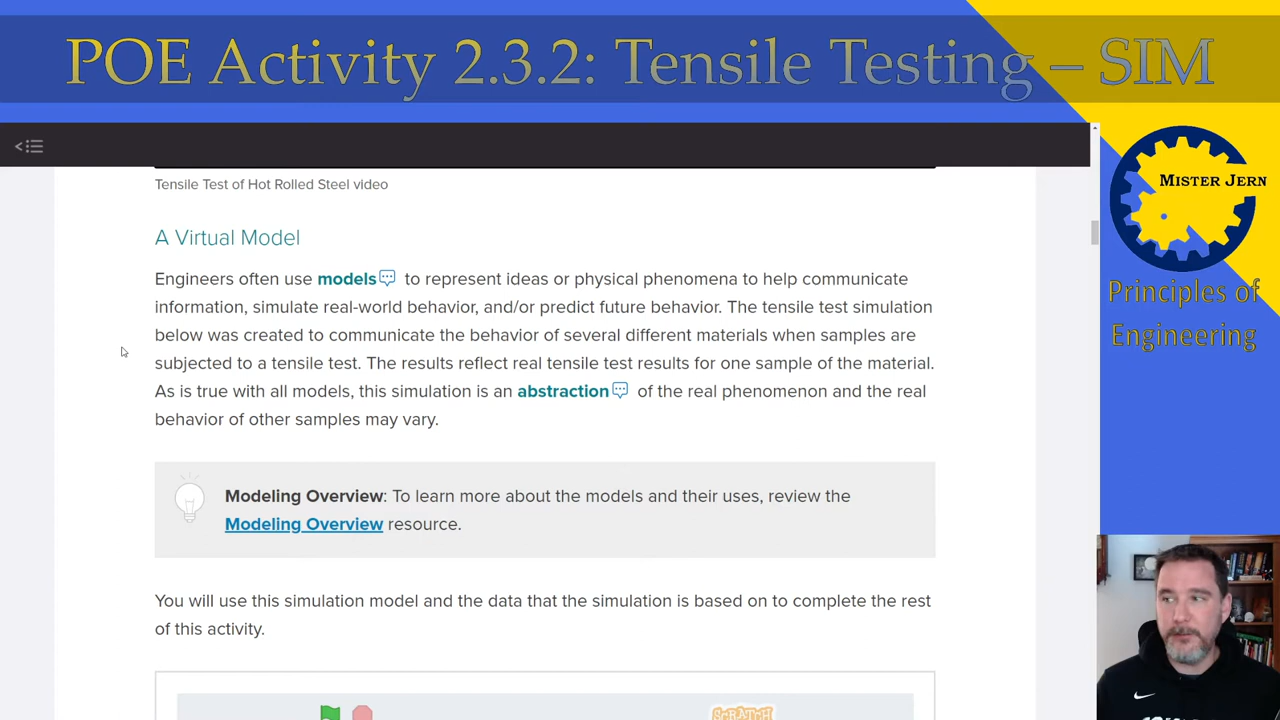 POE Activity 2.3.2: Tensile Testing – SIM
MISTER JERN
Principles of
Engineering
Tensile Test of Hot Rolled Steel video
A Virtual Model
Engineers often use models to represent ideas or physical phenomena to help communicate
information, simulate real-world behavior, and/or predict future behavior. The tensile test simulation
below was created to communicate the behavior of several different materials when samples are
subjected to a tensile test. The results reflect real tensile test results for one sample of the material.
As is true with all models, this simulation is an abstraction of the real phenomenon and the real
behavior of other samples may vary.
Modeling Overview: To learn more about the models and their uses, review the
Modeling Overview resource.
You will use this simulation model and the data that the simulation is based on to complete the rest
of this activity.
SCRATCH